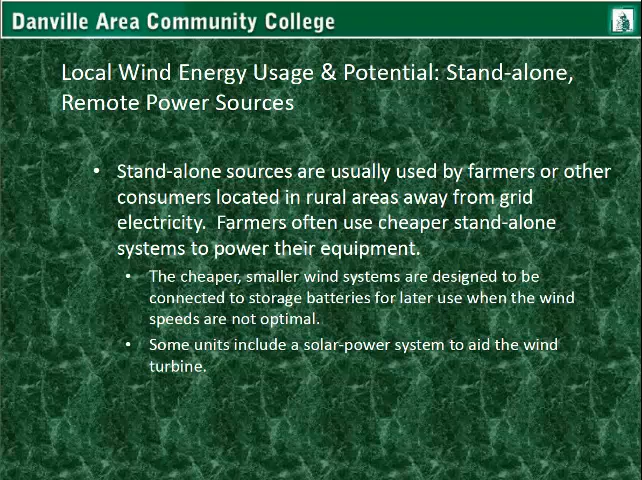 Danville Area Community College
Local Wind Energy Usage & Potential: Stand-alone,
Remote Power Sources
• Stand-alone sources are usually used by farmers or other
consumers located in rural areas away from grid
electricity.  Farmers often use cheaper stand-alone
systems to power their equipment.
• The cheaper, smaller wind systems are designed to be
connected to storage batteries for later use when the wind
speeds are not optimal.
• Some units include a solar-power system to aid the wind
turbine.